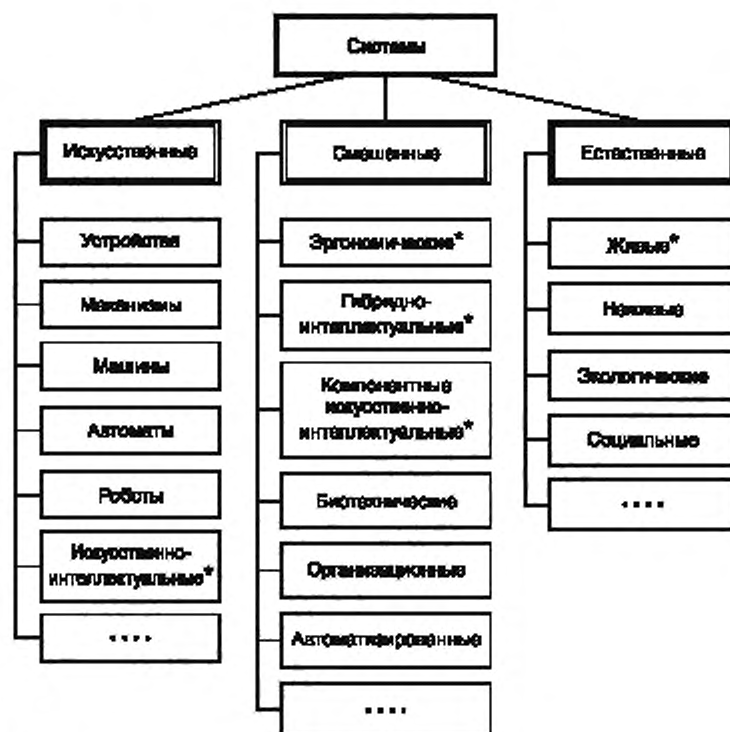 Системы
Искусственные
Устройства
Механизмы
Машины
Автоматы
Роботы
Искусственно-
интеллектуальные*
....
Смешенные
Эргономические*
Гибридно-
интеллектуальные*
Компонентные
искусственно-
интеллектуальные*
Биотехнические
Организационные
Автоматизированные
....
Естественные
Живые*
Неживые
Экологические
Социальные
....